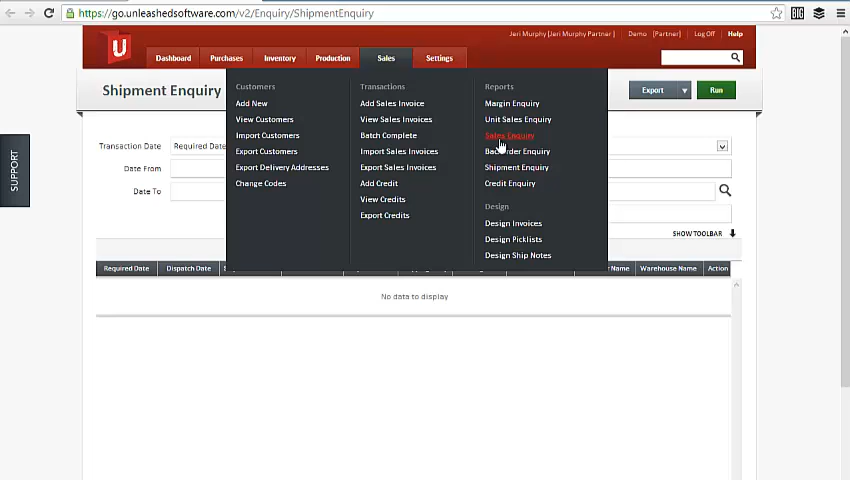 https://go.unleashedsoftware.com/v2/Enquiry/ShipmentEnquiry
BIG
Jeri Murphy [Jeri Murphy Partner] Demo [Partner] Log Off Help
U
Dashboard Purchases Inventory Production Sales Settings
Shipment Enquiry
Export Run
Customers
Add New
View Customers
Import Customers
Export Customers
Export Delivery Addresses
Change Codes
Transactions
Add Sales Invoice
View Sales Invoices
Batch Complete
Import Sales Invoices
Export Sales Invoices
Add Credit
View Credits
Export Credits
Reports
Margin Enquiry
Unit Sales Enquiry
Sales Enquiry
Backorder Enquiry
Shipment Enquiry
Credit Enquiry
Design
Design Invoices
Design Picklists
Design Ship Notes
SUPPORT
Transaction Date Required Date
Date From
Date To
SHOW TOOLBAR
Required Date Dispatch Date Name Warehouse Name Action
No data to display